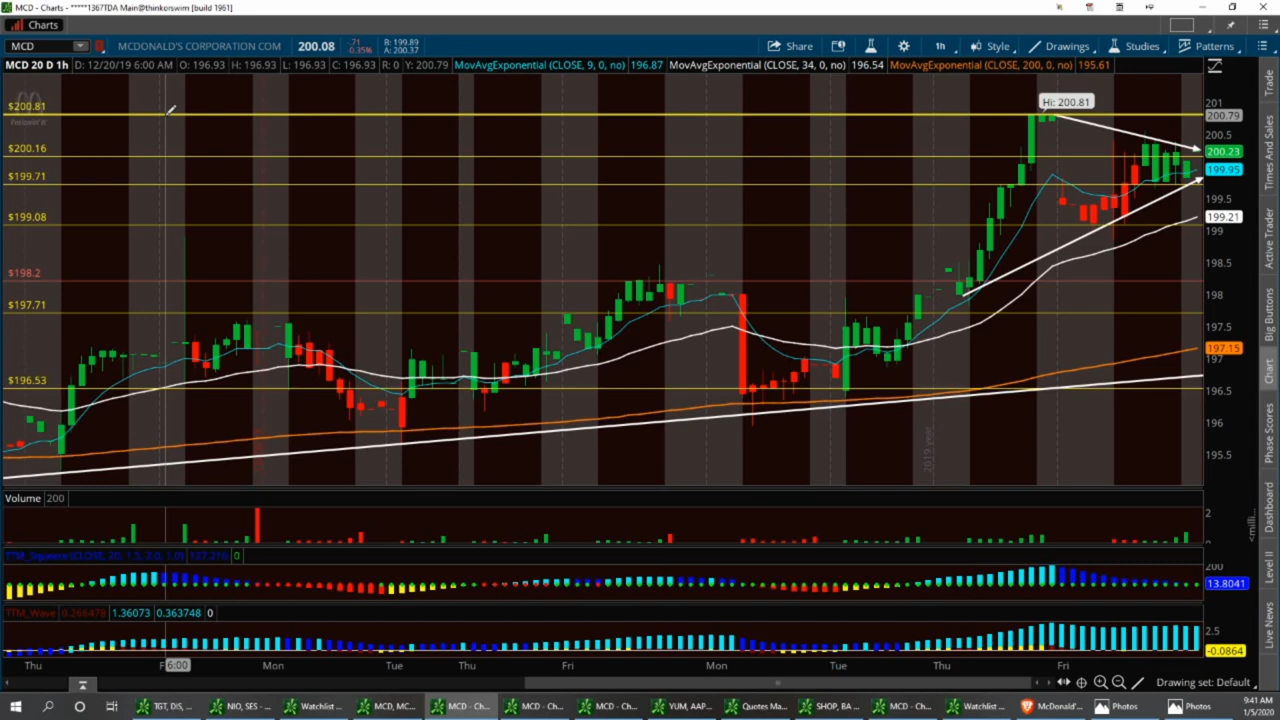 MCD - Charts - *****1367TDA Main@thinkorswim [build 1961]
Charts
MCD MCDONALD'S CORPORATION COM 200.08 -.71 -0.35% B: 199.89 A: 200.37 Share 1h Style Drawings Studies Patterns
MCD 20 D 1h D: 12/20/19 6:00 AM O: 196.93 H: 196.93 L: 196.93 C: 196.93 R: 0 Y: 200.79 MovAvgExponential (CLOSE, 9, 0, no) 196.87 MovAvgExponential (CLOSE, 34, 0, no) 196.54 MovAvgExponential (CLOSE, 200, 0, no) 195.61
Hi: 200.81
$200.81
$200.16
$199.71
$199.08
$198.2
$197.71
$196.53
201
200.79
200.5
200.23
199.95
199.5
199.21
199
198.5
198
197.5
197.15
197
196.5
196
195.5
2019 year
Trade
Times And Sales
Active Trader
Big Buttons
Chart
Phase Scores
Dashboard
Level II
Live News
Volume 200
2
0
<milli...
TTM_Squeeze (CLOSE, 20, 1.5, 2.0, 1.0) 0
200
13.8041
TTM_Wave 0.266478 1.36073 0.363748 0
2.5
-0.0864
Thu F 6:00 Mon Tue Thu Fri Mon Tue Thu Fri
Drawing set: Default
TGT, DIS, ... NIO, SES - ... Watchlist ... MCD, MC... MCD - Ch... MCD - Ch... MCD - Ch... YUM, AAP... Quotes Ma... SHOP, BA ... MCD - Ch... Watchlist ... McDonald'... Photos Photos
9:41 AM
1/5/2020